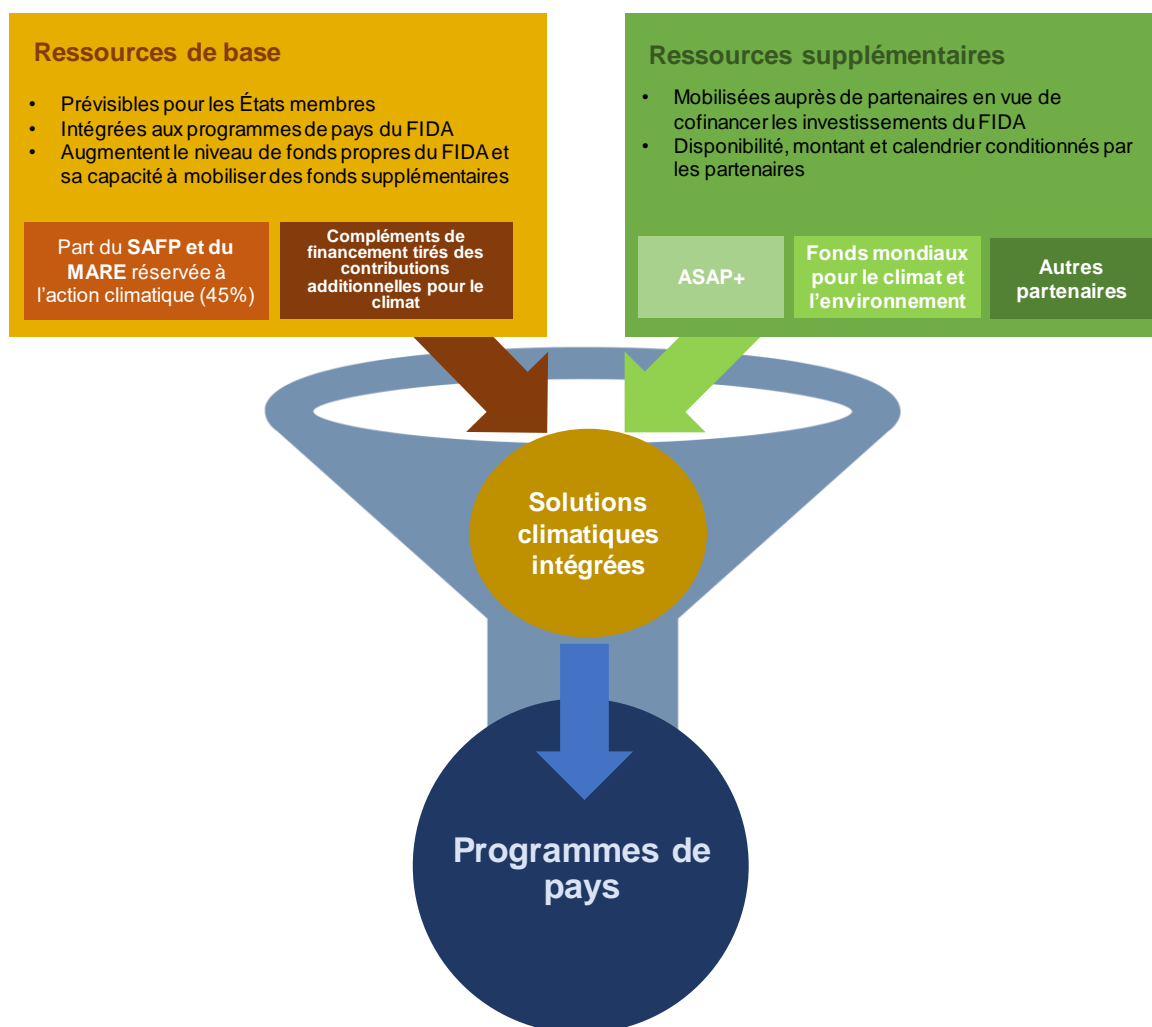 Ressources de base
• Prévisibles pour les États membres
• Intégrées aux programmes de pays du FIDA
• Augmentent le niveau de fonds propres du FIDA et
sa capacité à mobiliser des fonds supplémentaires
Part du SAFP et du
MARE réservée à
l'action climatique (45%)
Compléments de
financement tirés des
contributions
additionnelles pour le
climat
Ressources supplémentaires
• Mobilisées auprès de partenaires en vue de
cofinancer les investissements du FIDA
• Disponibilité, montant et calendrier conditionnés par
les partenaires
ASAP+
Fonds mondiaux
pour le climat et
l'environnement
Autres
partenaires
Solutions
climatiques
intégrées
Programmes de
pays